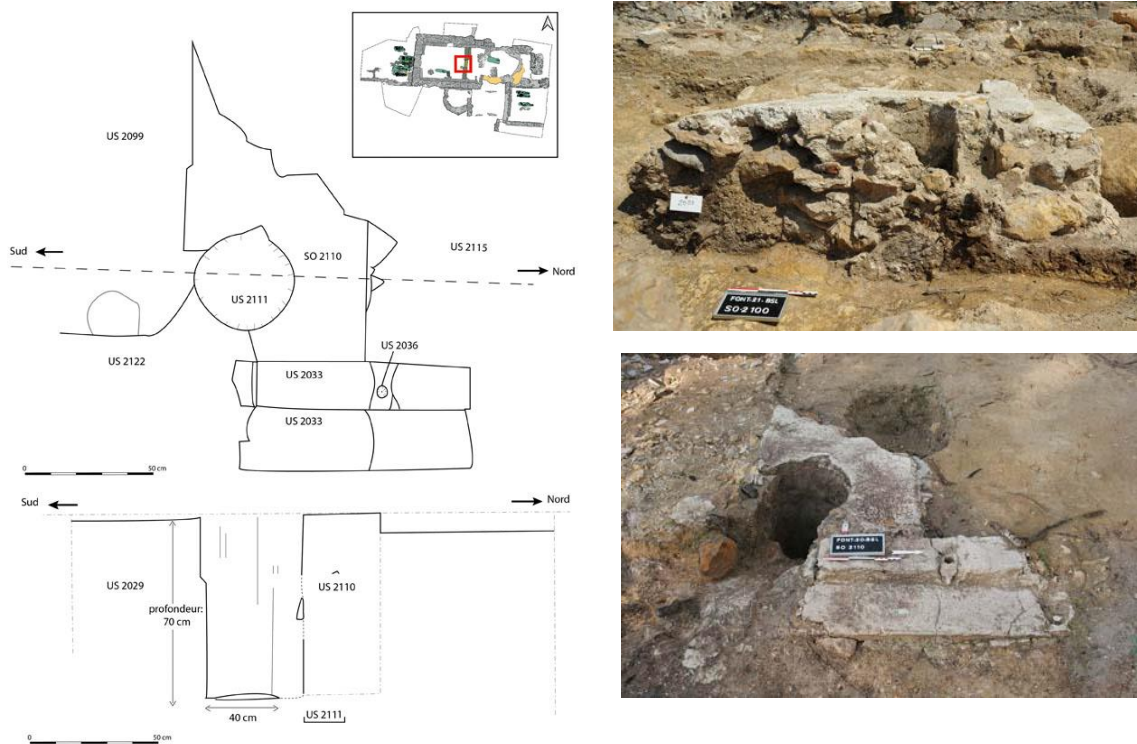 US 2099
Sud
SO 2110
US 2115
Nord
US 2111
US 2122
US 2036
US 2033
US 2033
0 50 cm
Sud
Nord
US 2029
profondeur:
70 cm
US 2110
40 cm
US 2111
0 50 cm
FONT-21-BSL
SO-2100
FONT-20-BSL
SO 2110